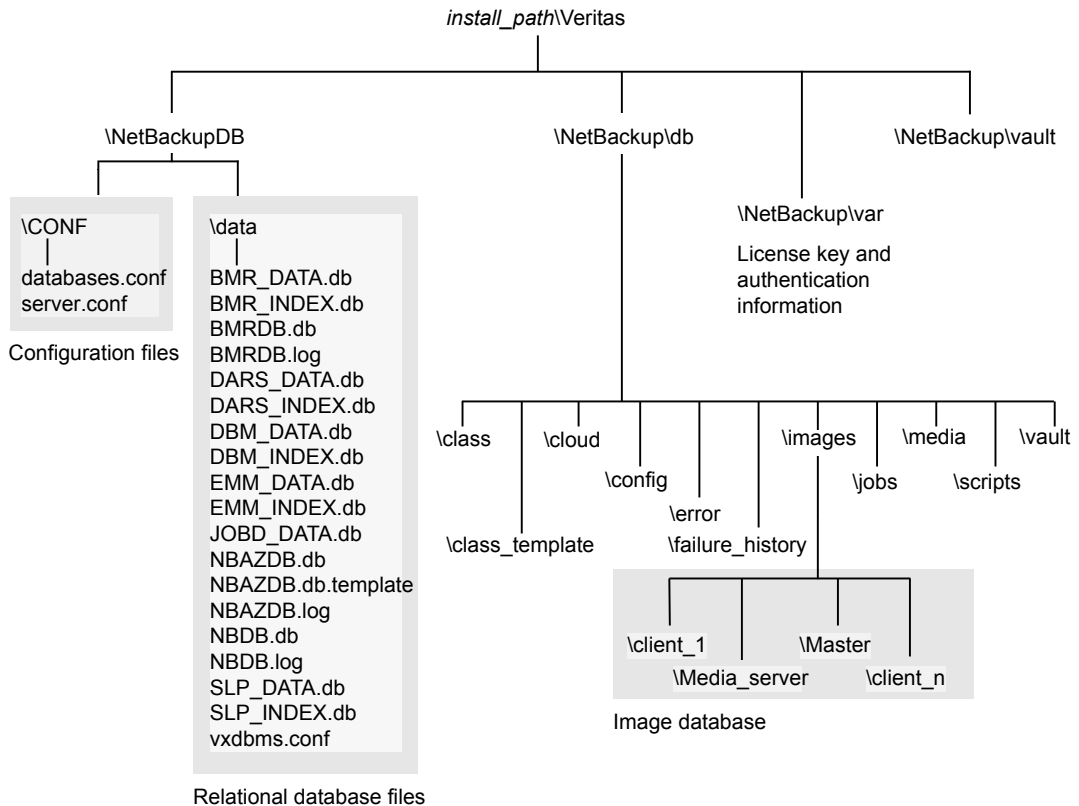 install_path\Veritas
\NetBackupDB
\NetBackup\db
\NetBackup\vault
\NetBackup\var
License key and
authentication
information
\CONF
databases.conf
server.conf
Configuration files
\data
BMR_DATA.db
BMR_INDEX.db
BMRDB.db
BMRDB.log
DARS_DATA.db
DARS_INDEX.db
DBM_DATA.db
DBM_INDEX.db
EMM_DATA.db
EMM_INDEX.db
JOBD_DATA.db
NBAZDB.db
NBAZDB.db.template
NBAZDB.log
NBDB.db
NBDB.log
SLP_DATA.db
SLP_INDEX.db
vxdbms.conf
Relational database files
\class
\cloud
\images
\media
\vault
\config
\jobs
\scripts
\error
\class_template
\failure_history
\client_1
\Master
\Media_server
\client_n
Image database